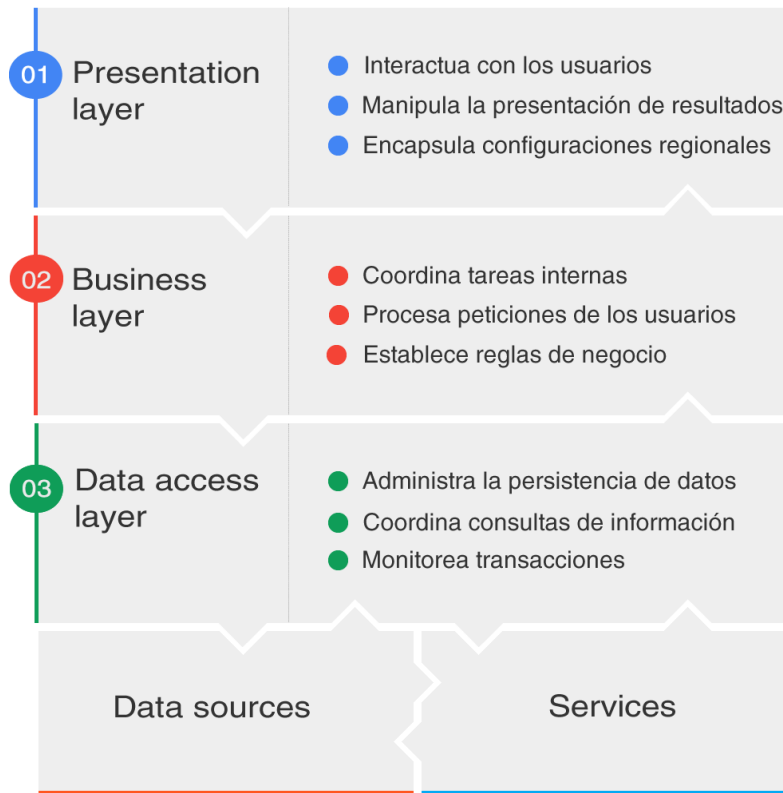 01
Presentation
layer
Interactua con los usuarios
Manipula la presentación de resultados
Encapsula configuraciones regionales
02
Business
layer
Coordina tareas internas
Procesa peticiones de los usuarios
Establece reglas de negocio
03
Data access
layer
Administra la persistencia de datos
Coordina consultas de información
Monitorea transacciones
Data sources
Services